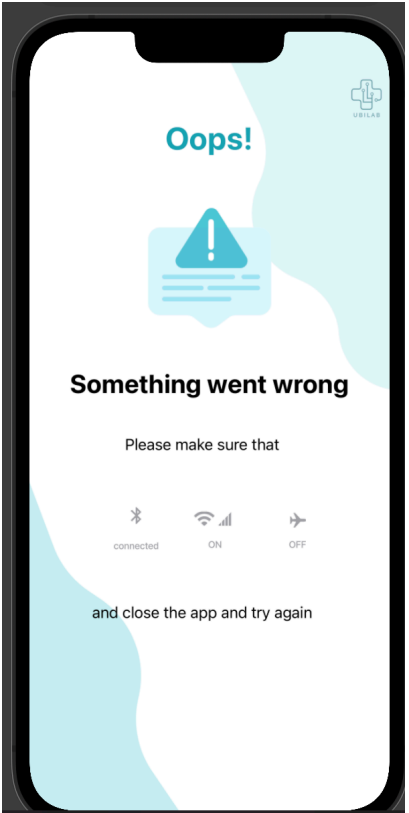 UBILAB
Oops!
Something went wrong
Please make sure that
connected ON OFF
and close the app and try again